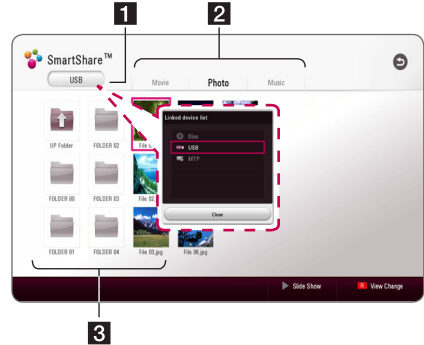 1
2
SmartShare™
USB
Movie
Photo
Music
Linked device list
Disc
USB
MTP
Close
UP Folder
FOLDER 02
FOLDER 00
FOLDER 03
File 02.
FOLDER 01
FOLDER 04
File 03.jpg
File 06.jpg
Slide Show
R View Change
3